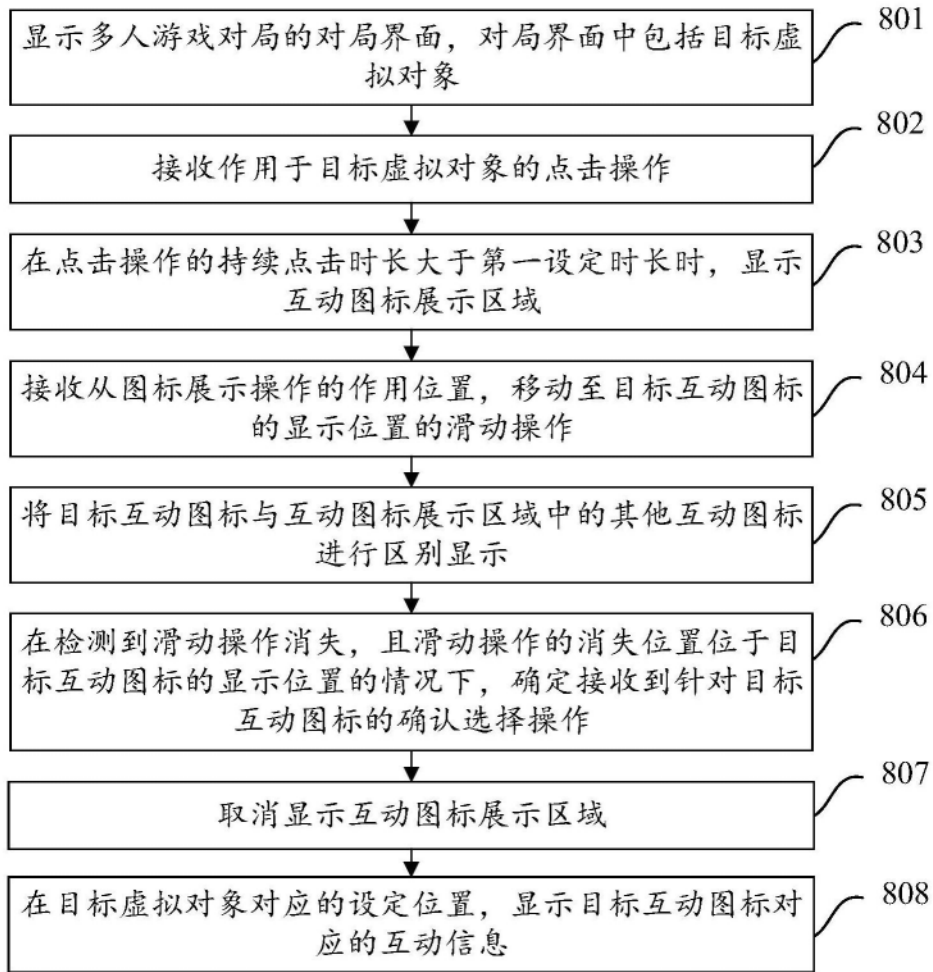 显示多人游戏对局的对局界面，对局界面中包括目标虚
拟对象
801
接收作用于目标虚拟对象的点击操作
802
在点击操作的持续点击时长大于第一设定时长时，显示
互动图标展示区域
803
接收从图标展示操作的作用位置，移动至目标互动图标
的显示位置的滑动操作
804
将目标互动图标与互动图标展示区域中的其他互动图标
进行区别显示
805
在检测到滑动操作消失，且滑动操作的消失位置位于目
标互动图标的显示位置的情况下，确定接收到针对目标
互动图标的确认选择操作
806
取消显示互动图标展示区域
807
在目标虚拟对象对应的设定位置，显示目标互动图标对
应的互动信息
808